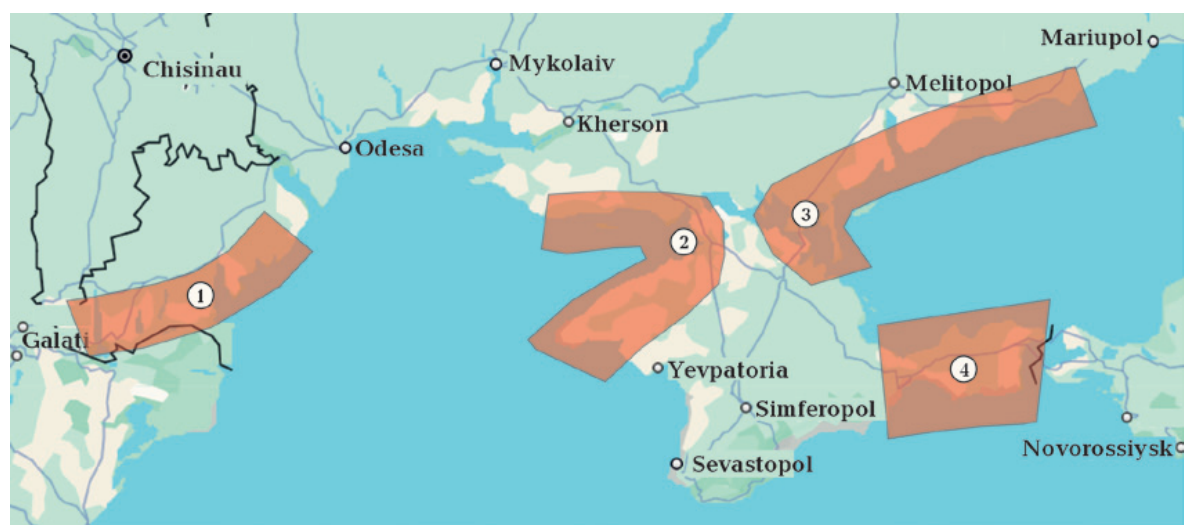 Mariupol
Chisinau
Mykolaiv
Melitopol
Kherson
Odesa
3
2
1
Galati
4
Yevpatoria
Simferopol
Novorossiysk
Sevastopol